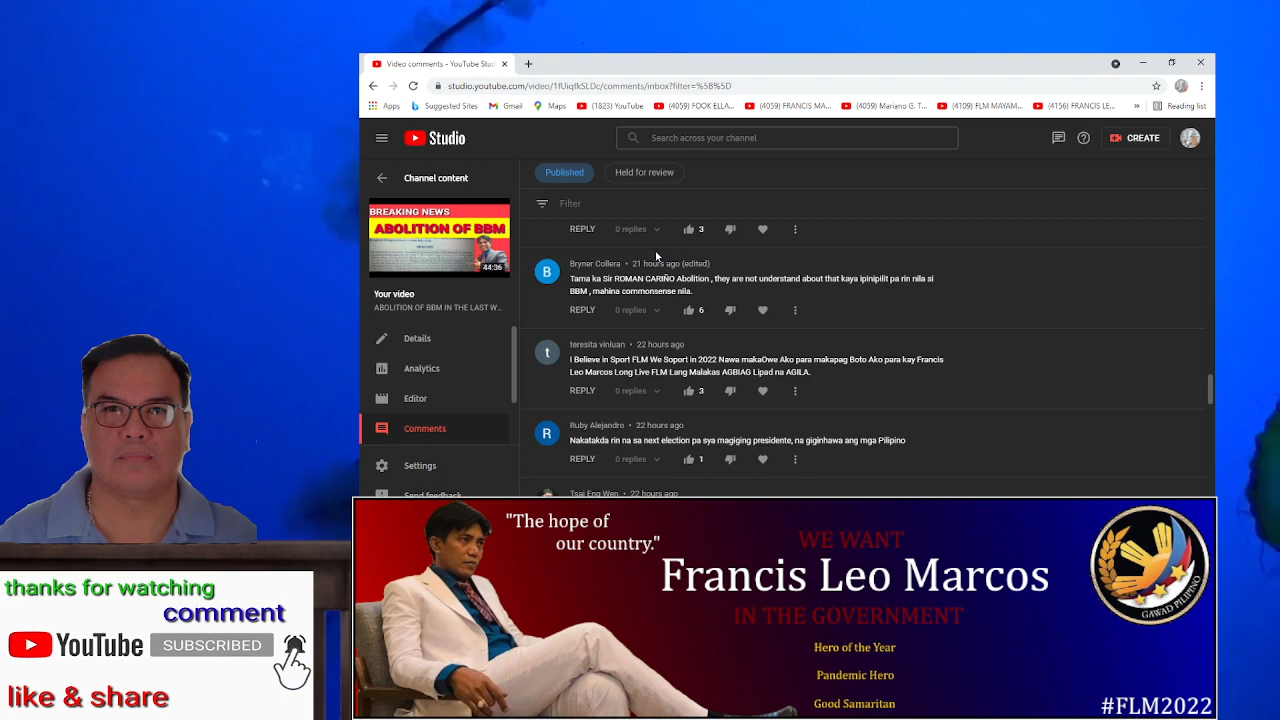 Video comments - YouTube Stud
studio.youtube.com/video/1fUiqfkSLDc/comments/inbox?filter=%5B%5D
Apps
Suggested Sites
Gmail
Maps
(1823) YouTube
(4059) FOOK ELLA...
(4059) FRANCIS MA...
(4059) Mariano G. T...
(4109) FLM MAYAM...
(4156) FRANCIS LE...
»
Reading list
Studio
Search across your channel
CREATE
Channel content
BREAKING NEWS
ABOLITION OF BBM
44:36
Your video
ABOLITION OF BBM IN THE LAST W...
Details
Analytics
Editor
Comments
Settings
Send feedback
Published
Held for review
Filter
REPLY 0 replies 3
B
Bryner Collera • 21 hours ago (edited)
Tama ka Sir ROMAN CARIÑO Abolition , they are not understand about that kaya ipinipilit pa rin nila si
BBM , mahina commonsense nila.
REPLY 0 replies 6
t
teresita vinluan • 22 hours ago
I Believe in Sport FLM We Soport in 2022 Nawa makaOwe Ako para makapag Boto Ako para kay Francis
Leo Marcos Long Live FLM Lang Malakas AGBIAG Lipad na AGILA.
REPLY 0 replies 3
R
Ruby Alejandro • 22 hours ago
Nakatakda rin na sa next election pa sya magiging presidente, na giginhawa ang mga Pilipino
REPLY 0 replies 1
Tsai Eng Wen • 22 hours ago
"The hope of
our country."
WE WANT
Francis Leo Marcos
IN THE GOVERNMENT
Hero of the Year
Pandemic Hero
Good Samaritan
GAWAD PILIPINO
#FLM2022
thanks for watching
comment
YouTube
SUBSCRIBED
like & share